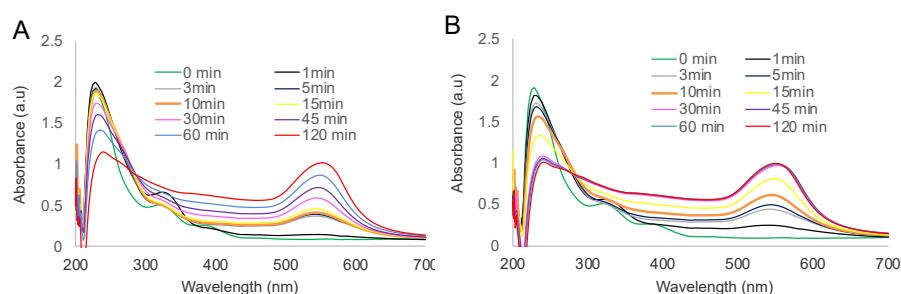 A
2.5
2
1.5
1
0.5
0
Absorbance (a.u)
0 min
1min
3min
5min
10min
15min
30min
45 min
60 min
120 min
200
300
400
500
600
700
Wavelength (nm)
B
2.5
2
1.5
1
0.5
0
Absorbance (a.u)
0 min
1min
3min
5min
10min
15min
30min
45 min
60 min
120 min
200
300
400
500
600
700
Wavelength (nm)